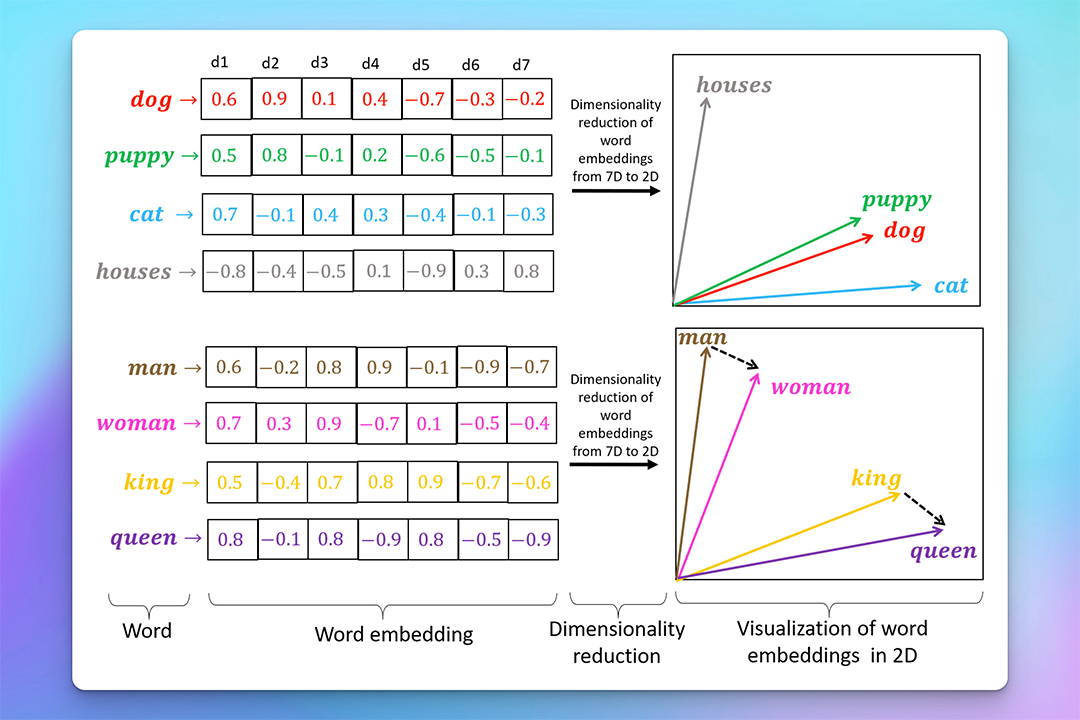 d1 d2 d3 d4 d5 d6 d7
dog → 0.6 0.9 0.1 0.4 −0.7 −0.3 −0.2
puppy → 0.5 0.8 −0.1 0.2 −0.6 −0.5 −0.1
cat → 0.7 −0.1 0.4 0.3 −0.4 −0.1 −0.3
houses → −0.8 −0.4 −0.5 0.1 −0.9 0.3 0.8
Dimensionality
reduction of
word
embeddings
from 7D to 2D
houses
puppy
dog
cat
man → 0.6 −0.2 0.8 0.9 −0.1 −0.9 −0.7
woman → 0.7 0.3 0.9 −0.7 0.1 −0.5 −0.4
king → 0.5 −0.4 0.7 0.8 0.9 −0.7 −0.6
queen → 0.8 −0.1 0.8 −0.9 0.8 −0.5 −0.9
Dimensionality
reduction of
word
embeddings
from 7D to 2D
man
woman
king
queen
Word
Word embedding
Dimensionality
reduction
Visualization of word
embeddings in 2D